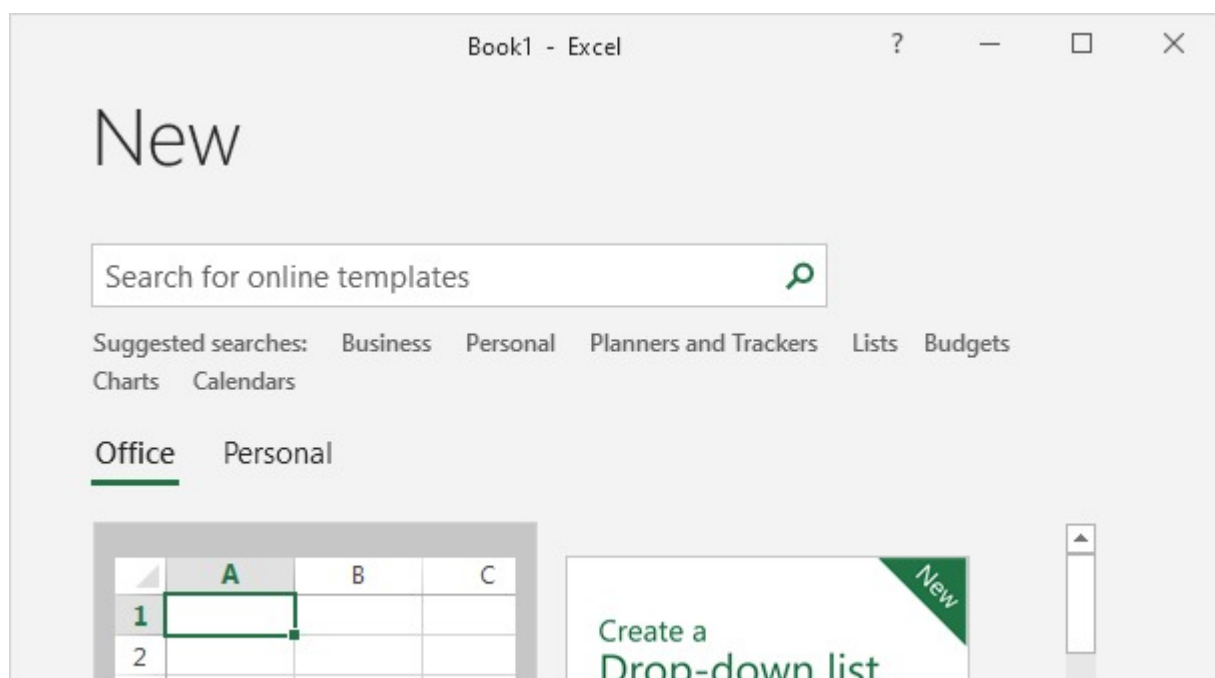 Book1 - Excel ?
New
Search for online templates
Suggested searches: Business Personal Planners and Trackers Lists Budgets
Charts Calendars
Office Personal
A B C
1
2
New
Create a
Drop-down list